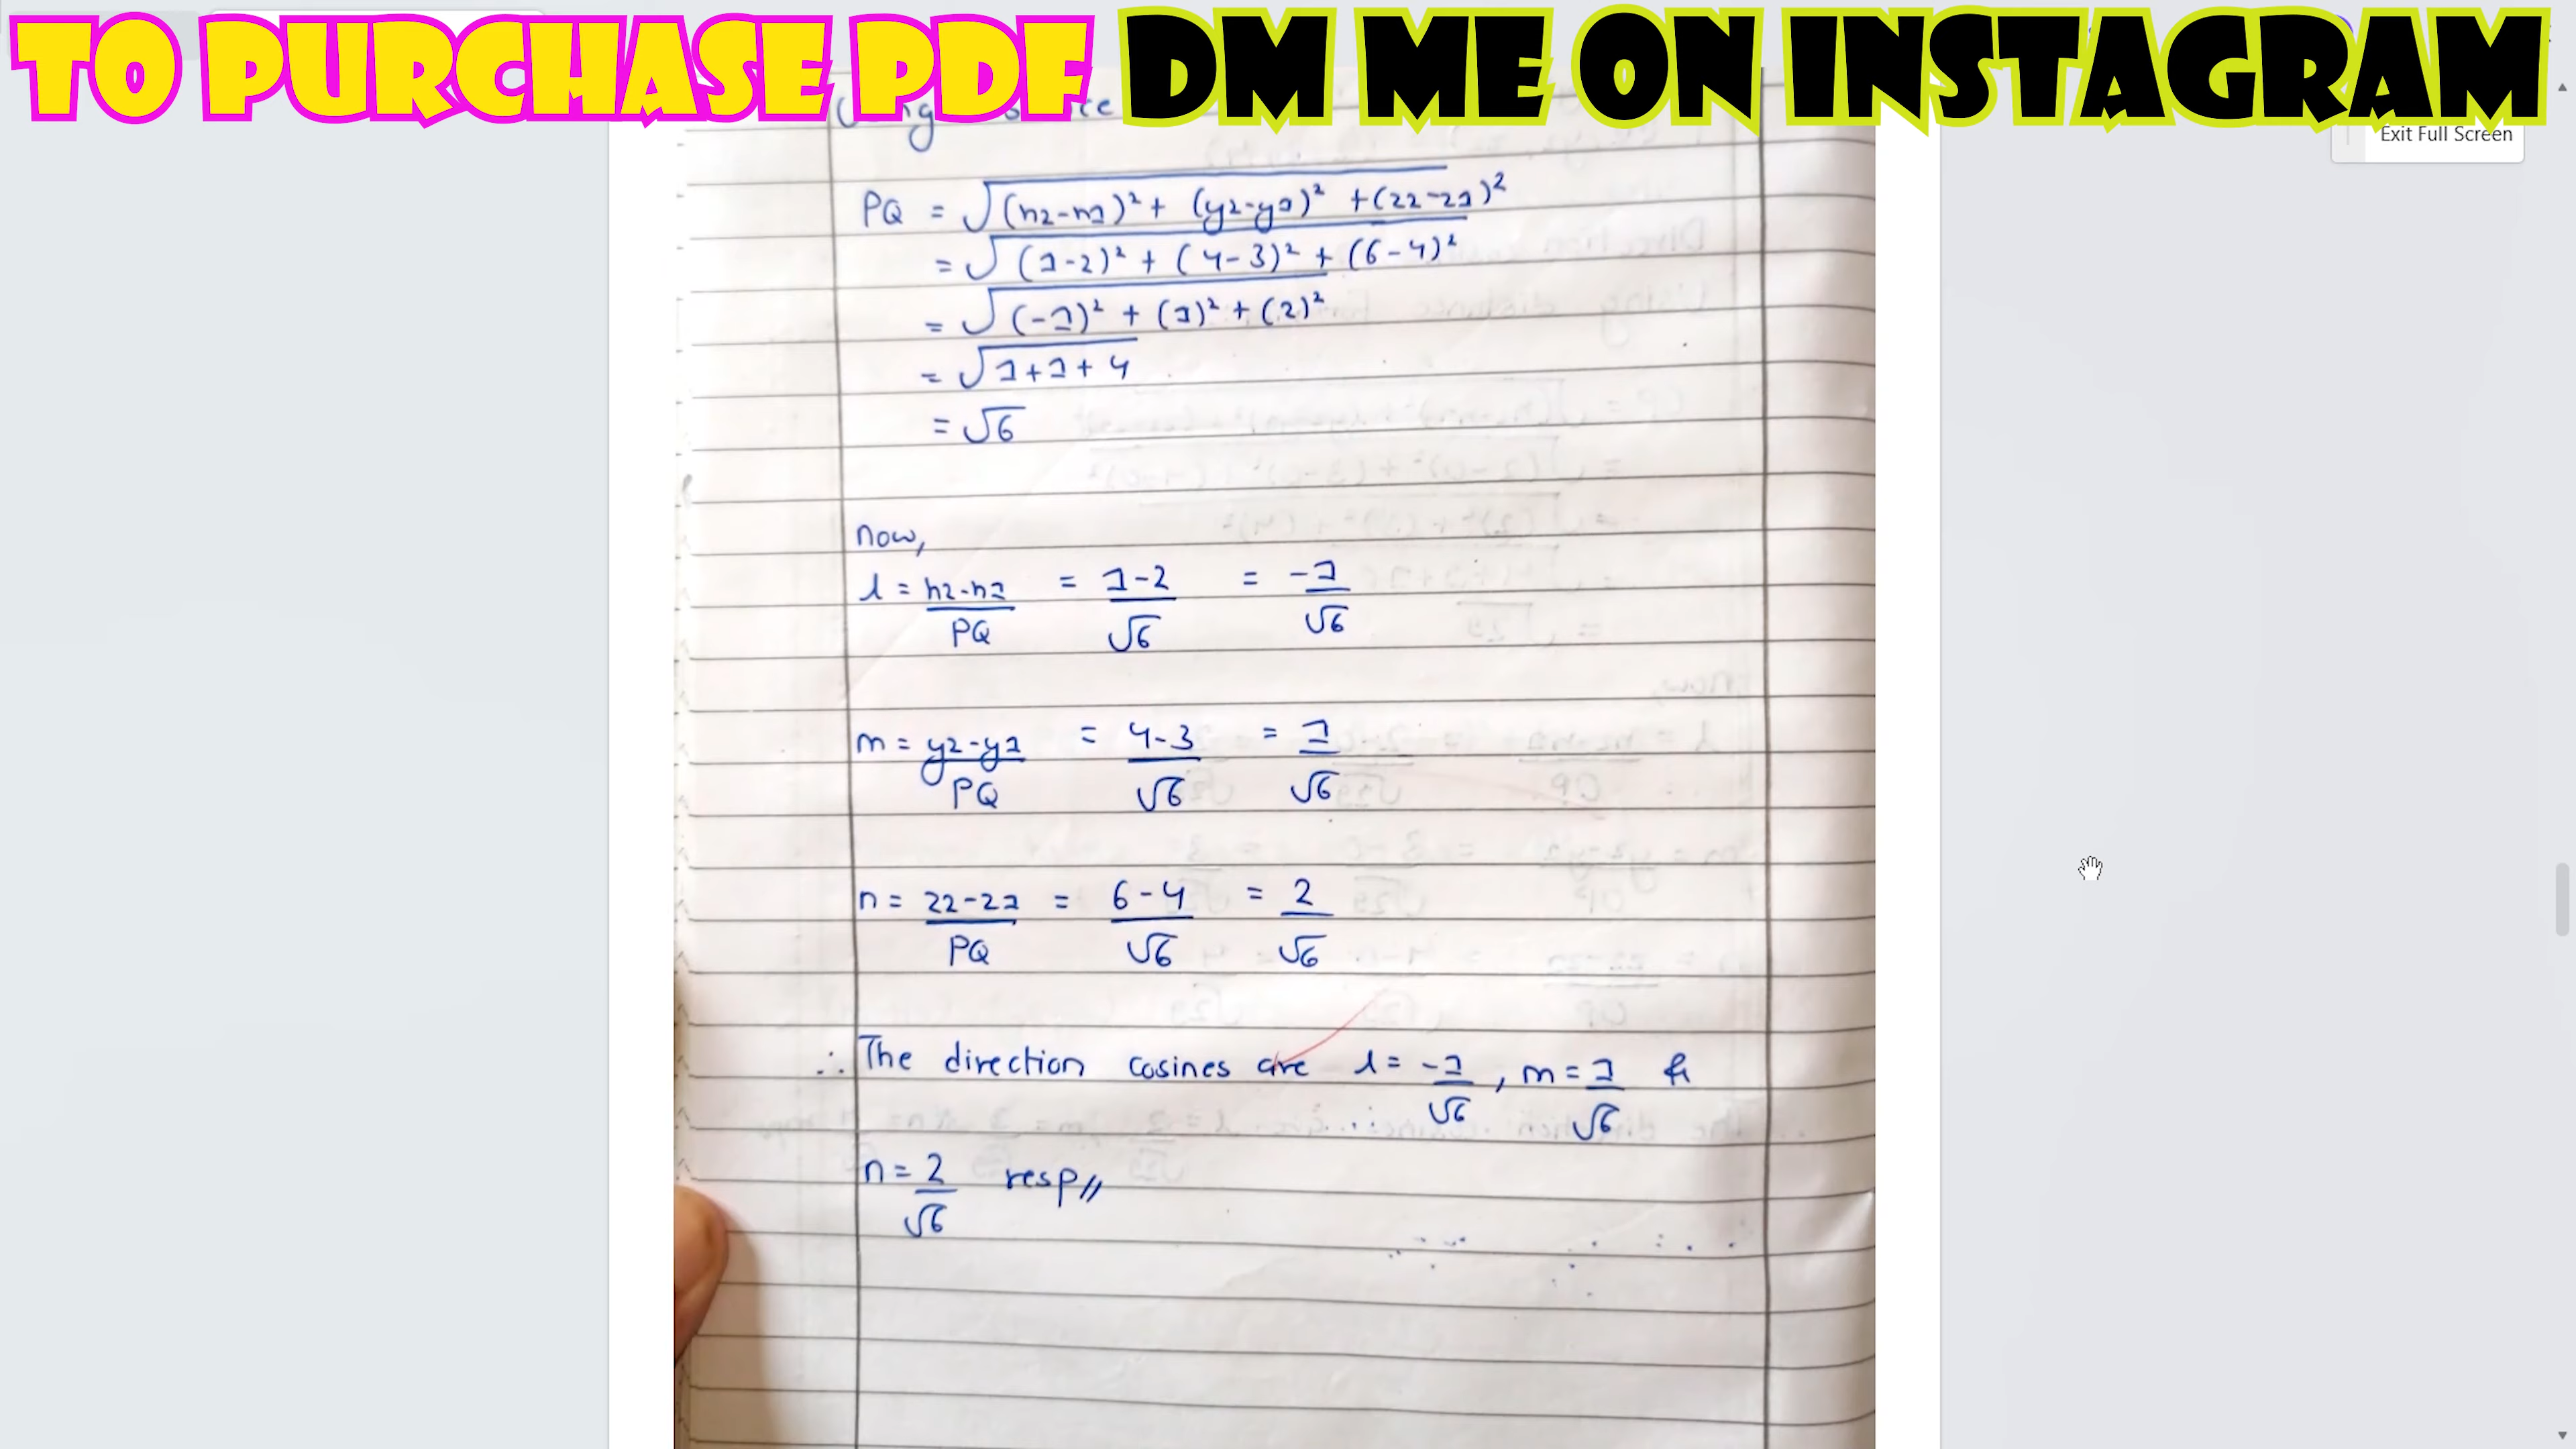 TO PURCHASE PDF DM ME ON INSTAGRAM
Exit Full Screen
PQ = √(x2-x1)² + (y2-y1)² + (z2-z1)²
= √(1-2)² + (4-3)² + (6-4)²
= √(-1)² + (1)² + (2)²
= √1+1+4
= √6
now,
l = x2-x1/PQ = 1-2/√6 = -1/√6
m = y2-y1/PQ = 4-3/√6 = 1/√6
n = z2-z1/PQ = 6-4/√6 = 2/√6
∴ The direction cosines are l = -1/√6, m = 1/√6 &
n = 2/√6 resp//